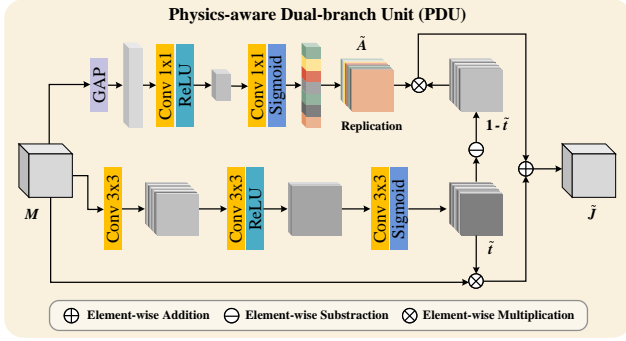 Physics-aware Dual-branch Unit (PDU)
GAP
Conv 1x1
ReLU
Conv 1x1
Sigmoid
Ã
Replication
1 - t̃
M
Conv 3x3
Conv 3x3
ReLU
Conv 3x3
Sigmoid
t̃
J̃
Element-wise Addition
Element-wise Substraction
Element-wise Multiplication